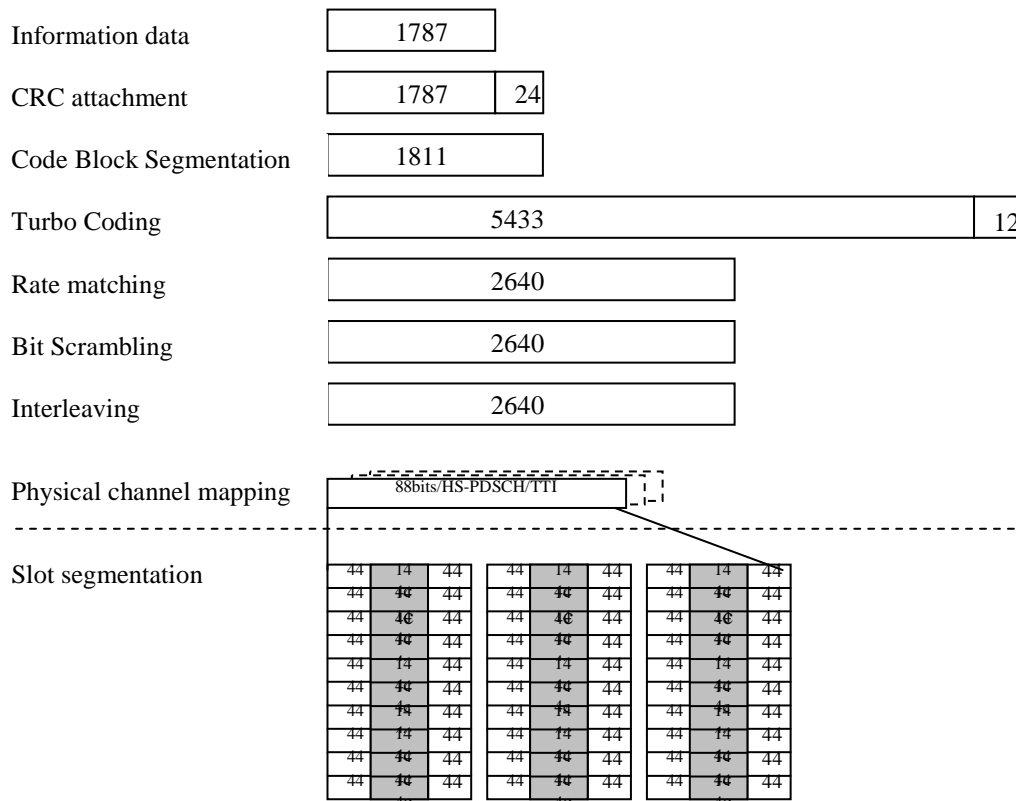 Information data 1787
CRC attachment 1787 24
Code Block Segmentation 1811
Turbo Coding 5433 12
Rate matching 2640
Bit Scrambling 2640
Interleaving 2640
Physical channel mapping 88bits/HS-PDSCH/TTI
Slot segmentation
44 14 44 44 14 44 44 14 44
44 44 44 44 44 44
44 44 44 44 44 44
44 44 44 44 44 44
44 14 44 44 14 44 44 14 44
44 44 44 44 44 44
44 44 44 44 44 44
44 44 44 44 44 44
44 44 44 44 44 44
44 44 44 44 44 44